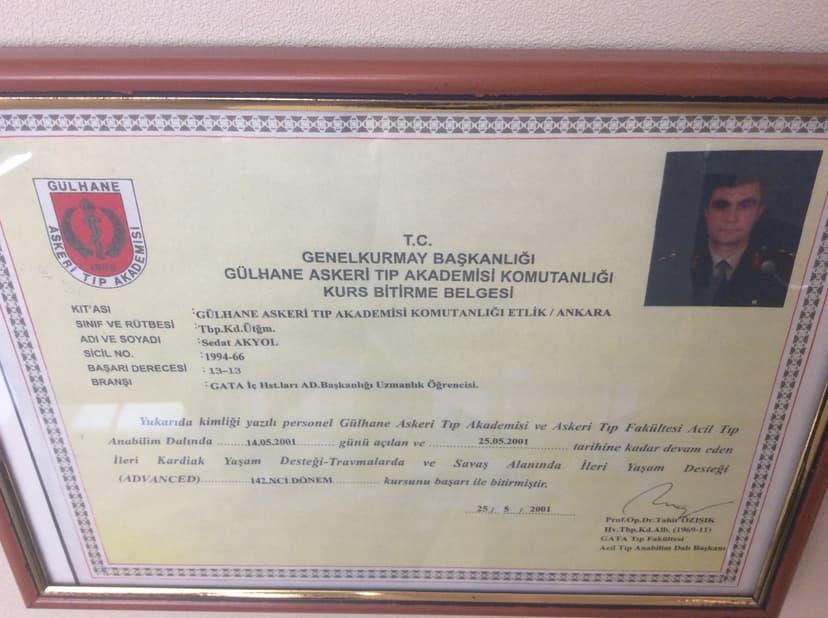 GÜLHANE
ASKERİ TIP AKADEMİSİ
1898
T.C.
GENELKURMAY BAŞKANLIĞI
GÜLHANE ASKERİ TIP AKADEMİSİ KOMUTANLIĞI
KURS BİTİRME BELGESİ
KIT'ASI : GÜLHANE ASKERİ TIP AKADEMİSİ KOMUTANLIĞI ETLİK / ANKARA
SINIF VE RÜTBESİ : Tbp.Kd.Ütğm.
ADI VE SOYADI : Sedat AKYOL
SİCİL NO. : 1994-66
BAŞARI DERECESİ : 13-13
BRANŞI : GATA İç Hst.ları AD.Başkanlığı Uzmanlık Öğrencisi.
Yukarıda kimliği yazılı personel Gülhane Askeri Tıp Akademisi ve Askeri Tıp Fakültesi Acil Tıp
Anabilim Dalında ........14.05.2001........ günü açılan ve ........25.05.2001........ tarihine kadar devam eden
İleri Kardiak Yaşam Desteği-Travmalarda ve Savaş Alanında İleri Yaşam Desteği
(ADVANCED)........142.NCİ DÖNEM........ kursunu başarı ile bitirmiştir.
25 / 5 / 2001
Prof.Op.Dr.Tahir ÖZIŞIK
Hv.Tbp.Kd.Alb. (1969-11)
GATA Tıp Fakültesi
Acil Tıp Anabilim Dalı Başkanı